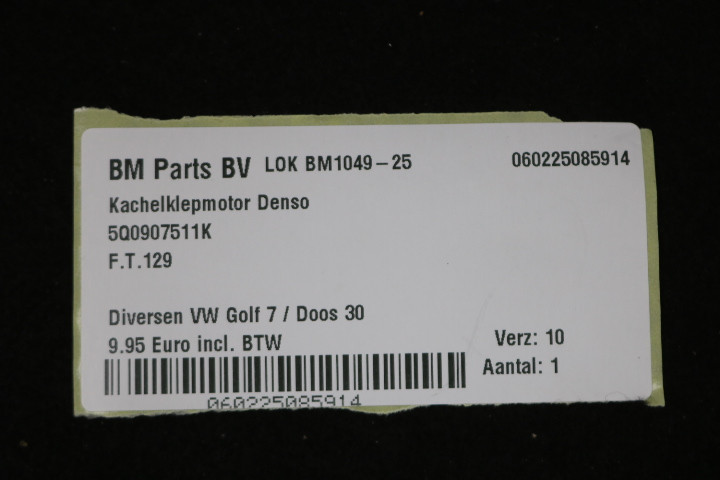 BM Parts BV LOK BM1049-25 060225085914
Kachelklepmotor Denso
5Q0907511K
F.T.129
Diversen VW Golf 7 / Doos 30
9.95 Euro incl. BTW Verz: 10
Aantal: 1
060225085914